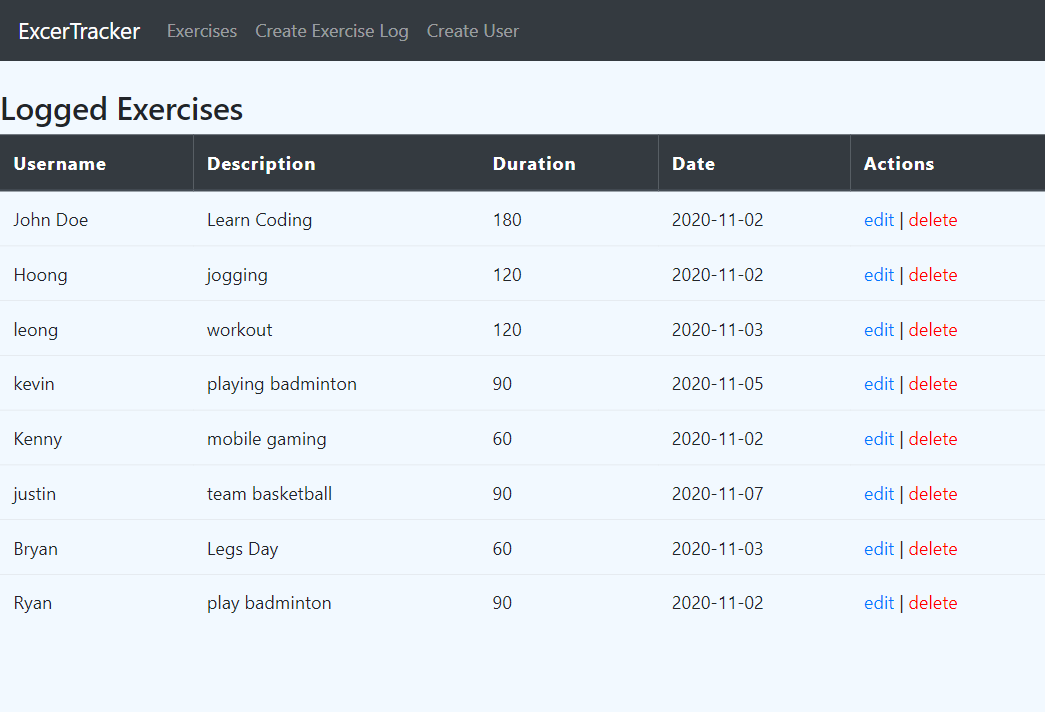 ExcerTracker Exercises Create Exercise Log Create User
Logged Exercises
Username Description Duration Date Actions
John Doe Learn Coding 180 2020-11-02 edit | delete
Hoong jogging 120 2020-11-02 edit | delete
leong workout 120 2020-11-03 edit | delete
kevin playing badminton 90 2020-11-05 edit | delete
Kenny mobile gaming 60 2020-11-02 edit | delete
justin team basketball 90 2020-11-07 edit | delete
Bryan Legs Day 60 2020-11-03 edit | delete
Ryan play badminton 90 2020-11-02 edit | delete